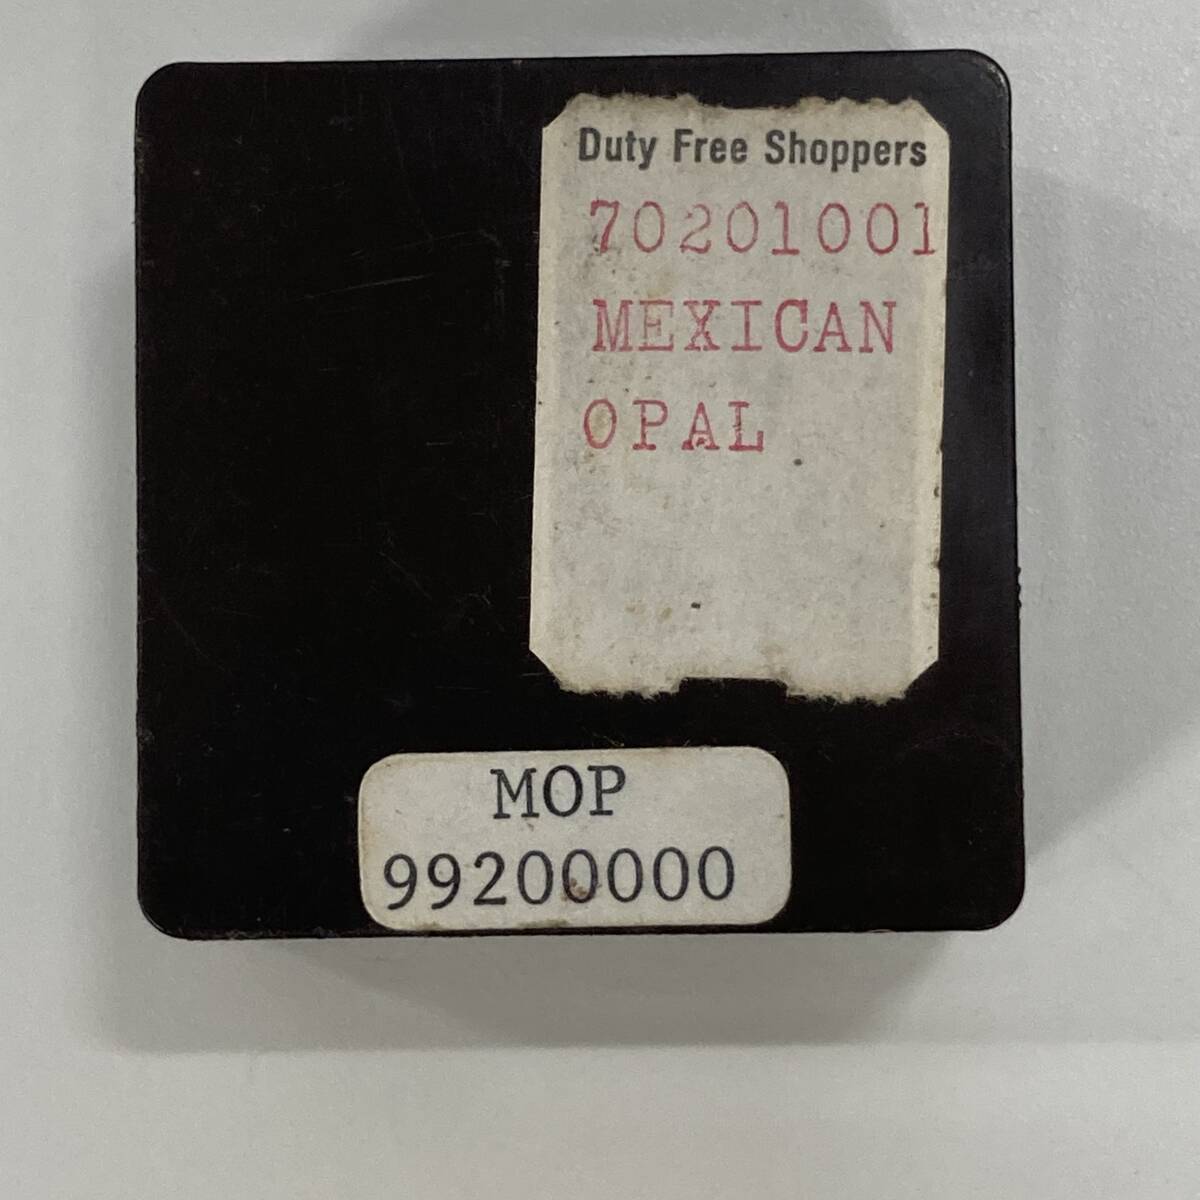 Duty Free Shoppers
70201001
MEXICAN
OPAL
MOP
99200000